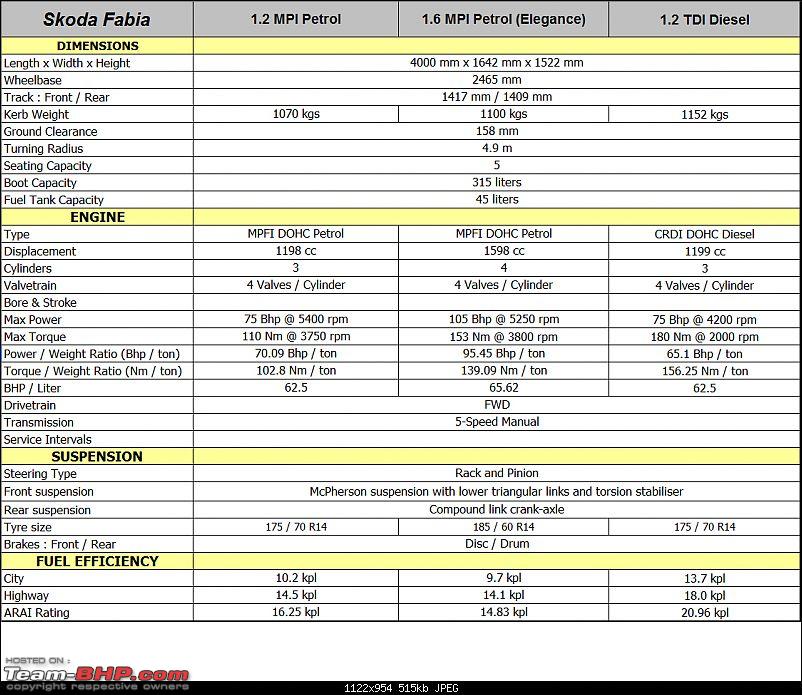 Skoda Fabia 1.2 MPI Petrol 1.6 MPI Petrol (Elegance) 1.2 TDI Diesel
DIMENSIONS
Length x Width x Height 4000 mm x 1642 mm x 1522 mm
Wheelbase 2465 mm
Track : Front / Rear 1417 mm / 1409 mm
Kerb Weight 1070 kgs 1100 kgs 1152 kgs
Ground Clearance 158 mm
Turning Radius 4.9 m
Seating Capacity 5
Boot Capacity 315 liters
Fuel Tank Capacity 45 liters
ENGINE
Type MPFI DOHC Petrol MPFI DOHC Petrol CRDI DOHC Diesel
Displacement 1198 cc 1598 cc 1199 cc
Cylinders 3 4 3
Valvetrain 4 Valves / Cylinder 4 Valves / Cylinder 4 Valves / Cylinder
Bore & Stroke
Max Power 75 Bhp @ 5400 rpm 105 Bhp @ 5250 rpm 75 Bhp @ 4200 rpm
Max Torque 110 Nm @ 3750 rpm 153 Nm @ 3800 rpm 180 Nm @ 2000 rpm
Power / Weight Ratio (Bhp / ton) 70.09 Bhp / ton 95.45 Bhp / ton 65.1 Bhp / ton
Torque / Weight Ratio (Nm / ton) 102.8 Nm / ton 139.09 Nm / ton 156.25 Nm / ton
BHP / Liter 62.5 65.62 62.5
Drivetrain FWD
Transmission 5-Speed Manual
Service Intervals
SUSPENSION
Steering Type Rack and Pinion
Front suspension McPherson suspension with lower triangular links and torsion stabiliser
Rear suspension Compound link crank-axle
Tyre size 175 / 70 R14 185 / 60 R14 175 / 70 R14
Brakes : Front / Rear Disc / Drum
FUEL EFFICIENCY
City 10.2 kpl 9.7 kpl 13.7 kpl
Highway 14.5 kpl 14.1 kpl 18.0 kpl
ARAI Rating 16.25 kpl 14.83 kpl 20.96 kpl
HOSTED ON :
Team-BHP.com
copyright respective owners
1122x954 515kb JPEG